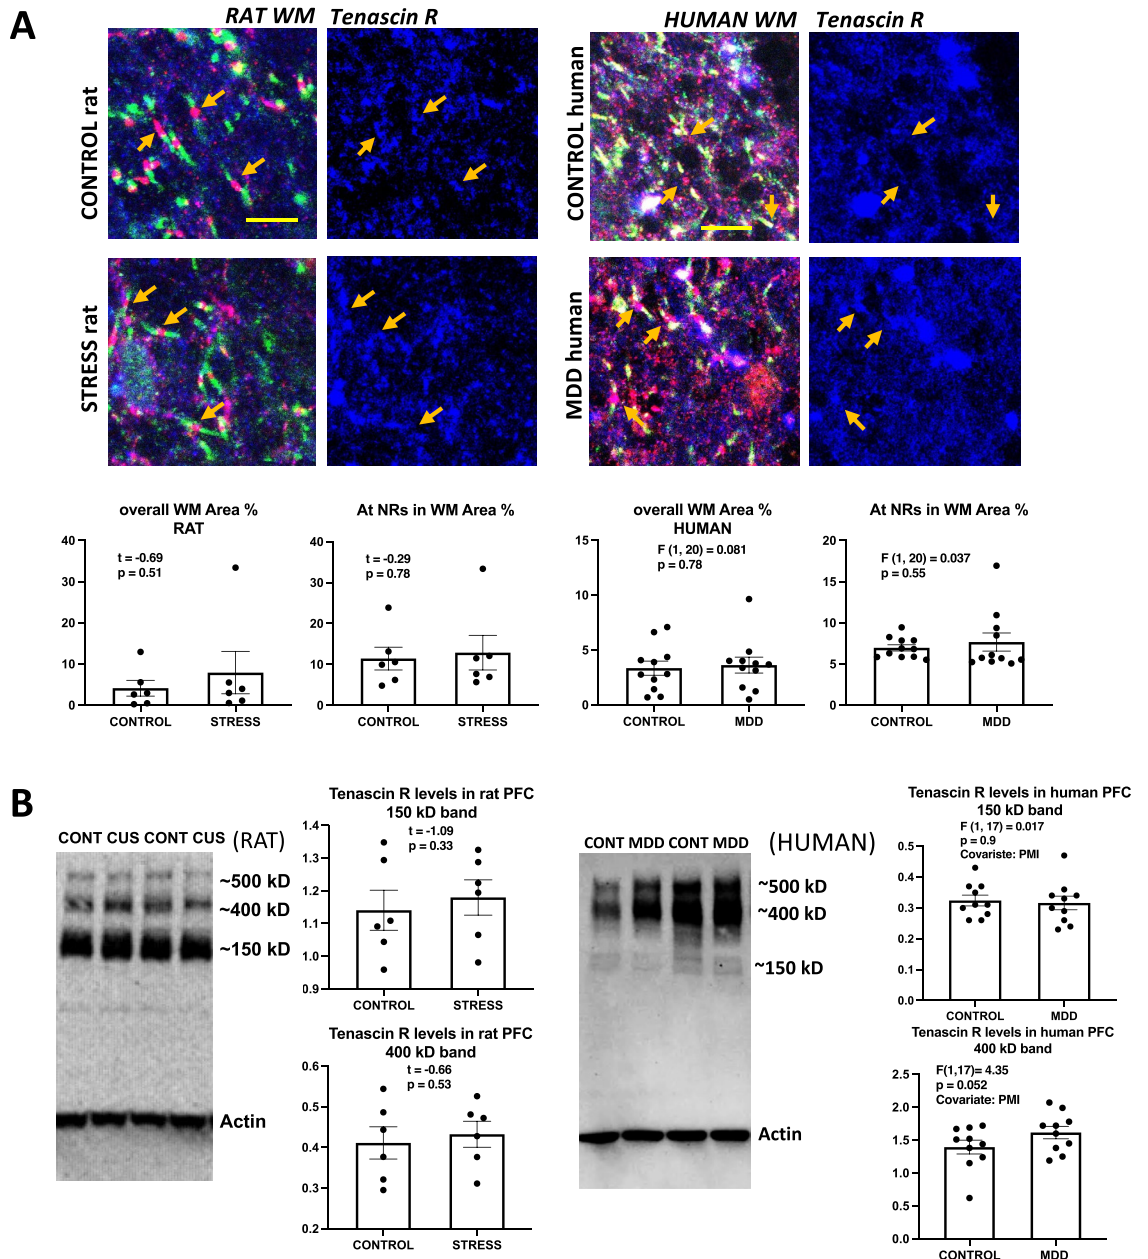 A
RAT WM Tenascin R
HUMAN WM Tenascin R
CONTROL rat
CONTROL human
STRESS rat
MDD human
overall WM Area %
RAT
t = -0.69
p = 0.51
40
30
20
10
0
CONTROL STRESS
At NRs in WM Area %
t = -0.29
p = 0.78
40
30
20
10
0
CONTROL STRESS
overall WM Area %
HUMAN
F (1, 20) = 0.081
p = 0.78
15
10
5
0
CONTROL MDD
At NRs in WM Area %
F (1, 20) = 0.037
p = 0.55
20
15
10
5
0
CONTROL MDD
B
CONT CUS CONT CUS (RAT)
~500 kD
~400 kD
~150 kD
Actin
Tenascin R levels in rat PFC
150 kD band
t = -1.09
p = 0.33
1.4
1.3
1.2
1.1
1.0
0.9
CONTROL STRESS
Tenascin R levels in rat PFC
400 kD band
t = -0.66
p = 0.53
0.6
0.5
0.4
0.3
0.2
CONTROL STRESS
CONT MDD CONT MDD (HUMAN)
~500 kD
~400 kD
~150 kD
Actin
Tenascin R levels in human PFC
150 kD band
F (1, 17) = 0.017
p = 0.9
Covariste: PMI
0.5
0.4
0.3
0.2
0.1
0.0
CONTROL MDD
Tenascin R levels in human PFC
400 kD band
F(1,17)= 4.35
p = 0.052
Covariate: PMI
2.5
2.0
1.5
1.0
0.5
0.0
CONTROL MDD